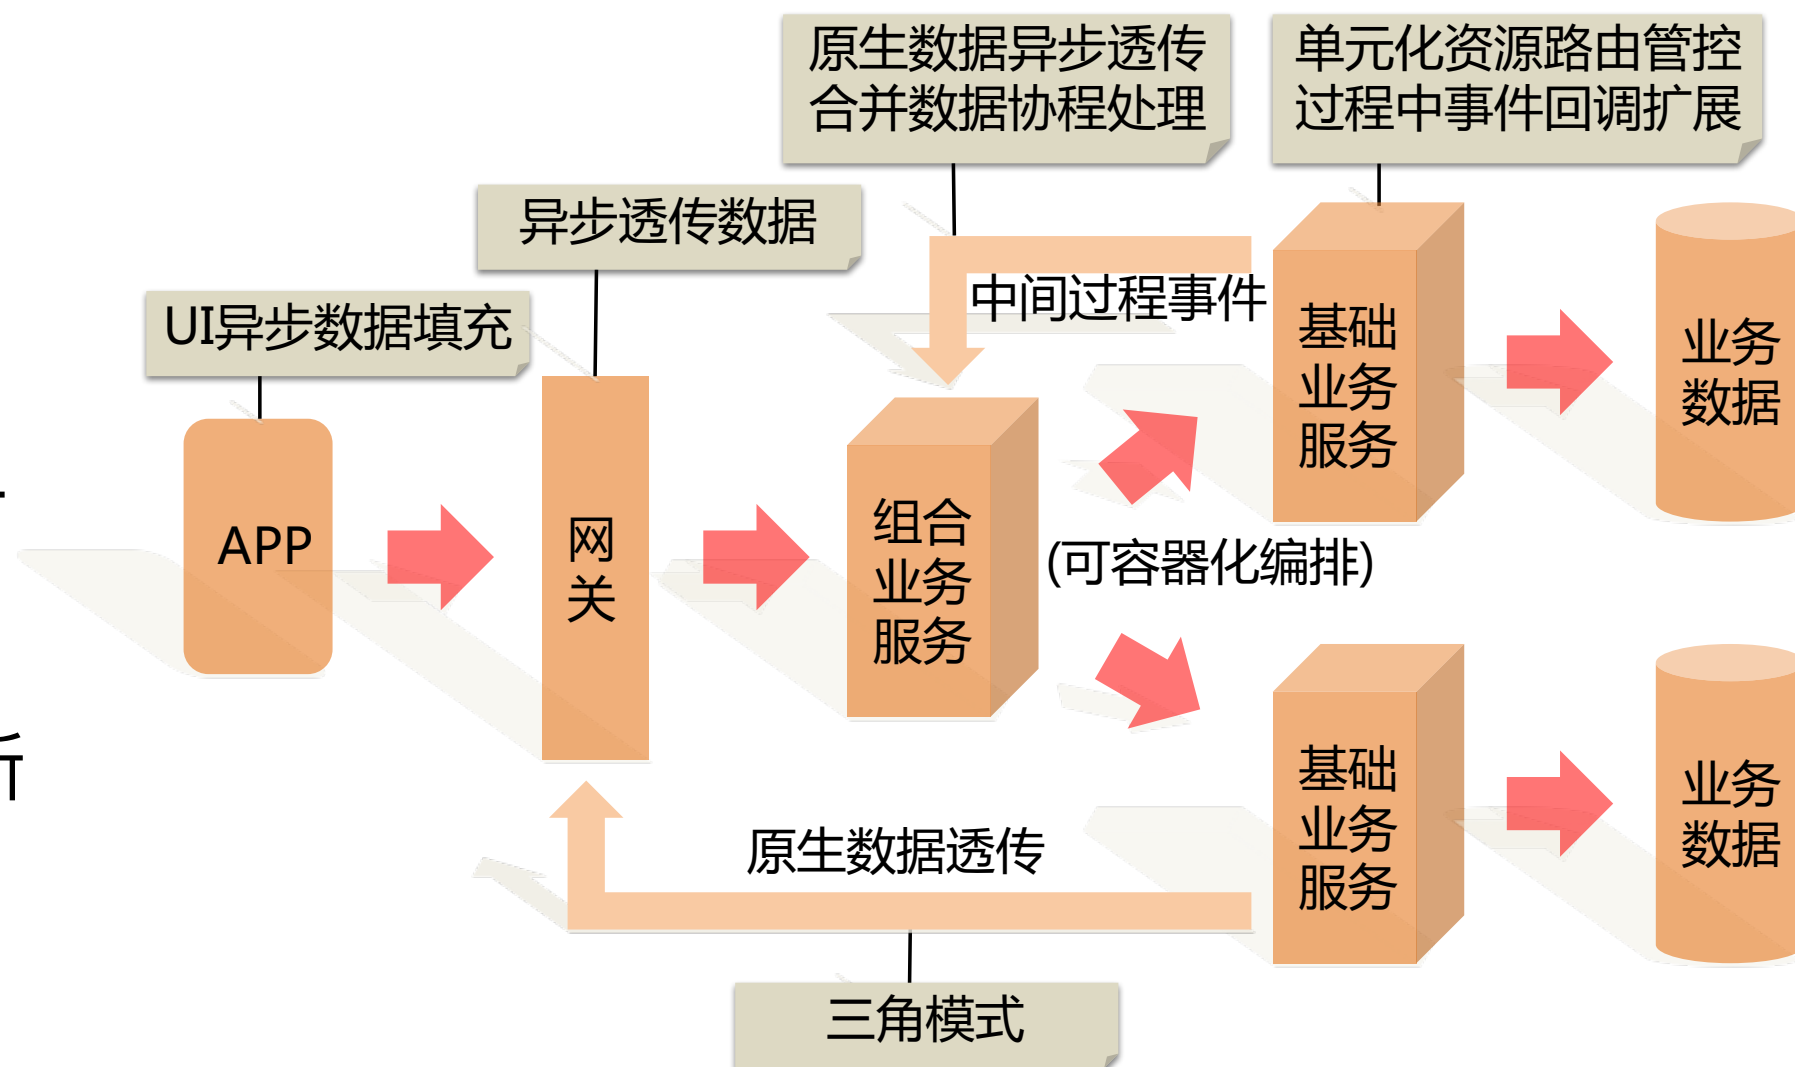 原生数据异步透传
合并数据协程处理
单元化资源路由管控
过程中事件回调扩展
异步透传数据
UI异步数据填充
中间过程事件
基础
业务
服务
业务
数据
APP
网
关
组合
业务
服务
(可容器化编排)
基础
业务
服务
业务
数据
原生数据透传
三角模式